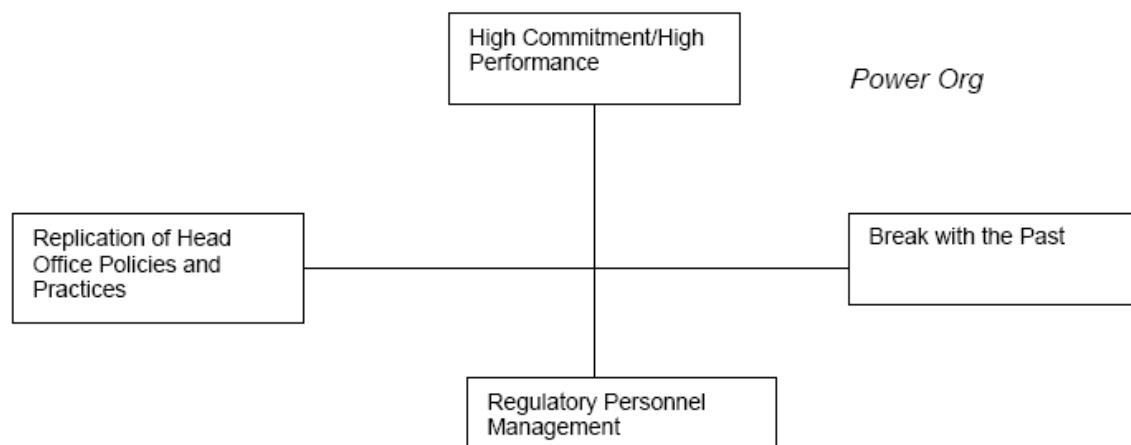 High Commitment/High
Performance
Power Org
Replication of Head
Office Policies and
Practices
Break with the Past
Regulatory Personnel
Management